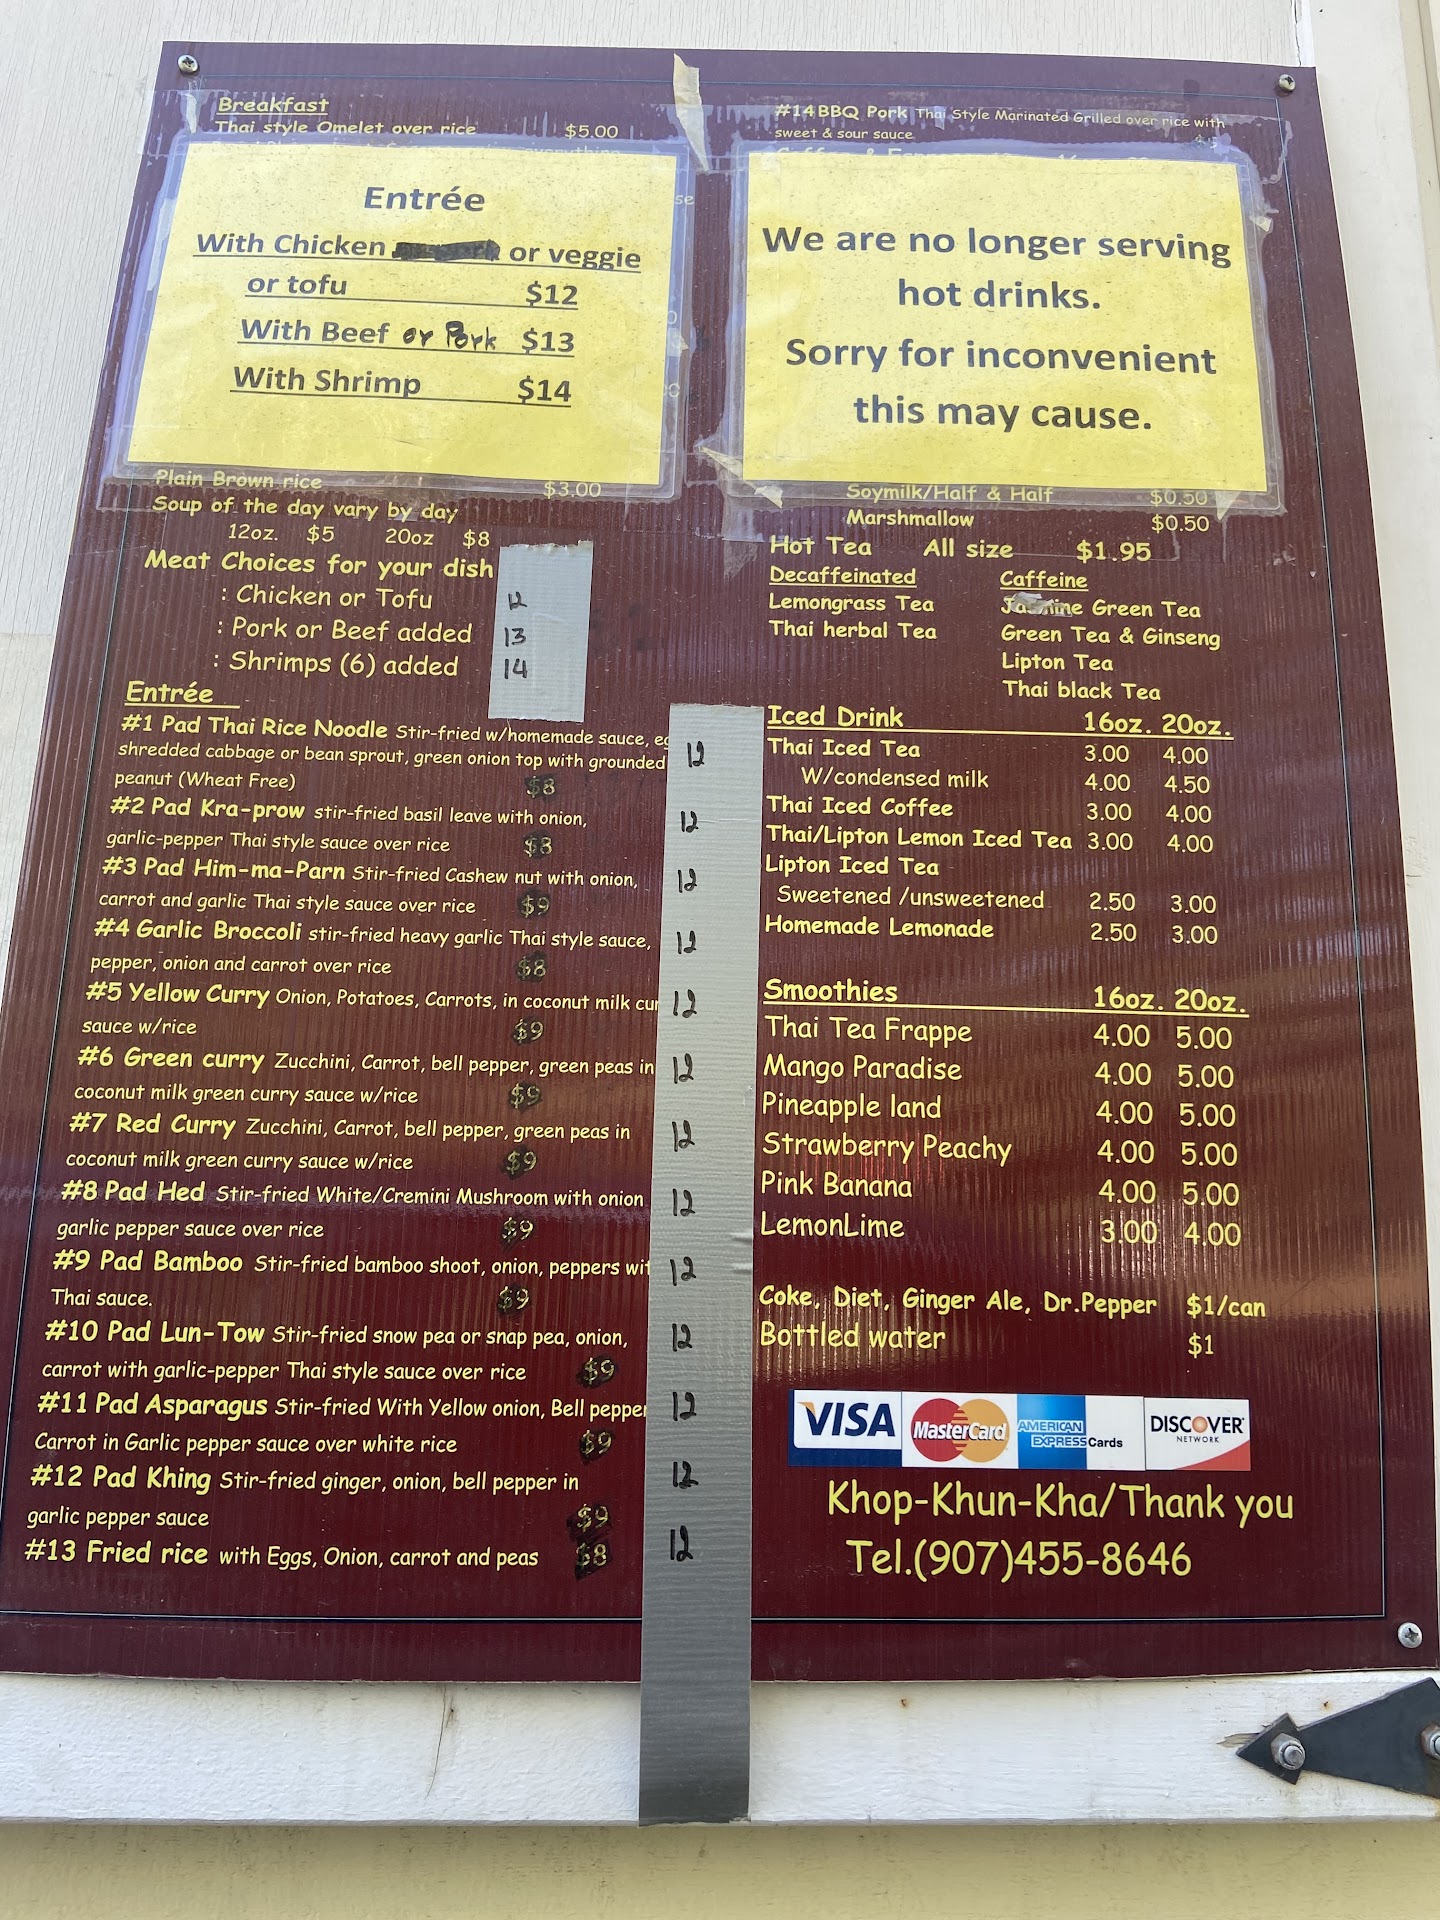 Breakfast
Thai style Omelet over rice $5.00
Entrée
With Chicken or veggie
or tofu $12
With Beef or Pork $13
With Shrimp $14
Plain Brown rice $3.00
Soup of the day vary by day
12oz. $5 20oz $8
Meat Choices for your dish
: Chicken or Tofu 12
: Pork or Beef added 13
: Shrimps (6) added 14
Entrée
#1 Pad Thai Rice Noodle Stir-fried w/homemade sauce,
shredded cabbage or bean sprout, green onion top with grounded 12
peanut (Wheat Free) $8
#2 Pad Kra-prow stir-fried basil leave with onion, 12
garlic-pepper Thai style sauce over rice $8
#3 Pad Him-ma-Parn Stir-fried Cashew nut with onion, 12
carrot and garlic Thai style sauce over rice $9
#4 Garlic Broccoli stir-fried heavy garlic Thai style sauce, 12
pepper, onion and carrot over rice $8
#5 Yellow Curry Onion, Potatoes, Carrots, in coconut milk cur 12
sauce w/rice $9
#6 Green curry Zucchini, Carrot, bell pepper, green peas in 12
coconut milk green curry sauce w/rice $9
#7 Red Curry Zucchini, Carrot, bell pepper, green peas in 12
coconut milk green curry sauce w/rice $9
#8 Pad Hed Stir-fried White/Cremini Mushroom with onion 12
garlic pepper sauce over rice $9
#9 Pad Bamboo Stir-fried bamboo shoot, onion, peppers wit 12
Thai sauce. $9
#10 Pad Lun-Tow Stir-fried snow pea or snap pea, onion, 12
carrot with garlic-pepper Thai style sauce over rice $9
#11 Pad Asparagus Stir-fried With Yellow onion, Bell pepper 12
Carrot in Garlic pepper sauce over white rice $9
#12 Pad Khing Stir-fried ginger, onion, bell pepper in 12
garlic pepper sauce $9
#13 Fried rice with Eggs, Onion, carrot and peas $8 12
#14 BBQ Pork Thai Style Marinated Grilled over rice with
sweet & sour sauce
We are no longer serving
hot drinks.
Sorry for inconvenient
this may cause.
Soymilk/Half & Half $0.50
Marshmallow $0.50
Hot Tea All size $1.95
Decaffeinated Caffeine
Lemongrass Tea Jasmine Green Tea
Thai herbal Tea Green Tea & Ginseng
Lipton Tea
Thai black Tea
Iced Drink 16oz. 20oz.
Thai Iced Tea 3.00 4.00
W/condensed milk 4.00 4.50
Thai Iced Coffee 3.00 4.00
Thai/Lipton Lemon Iced Tea 3.00 4.00
Lipton Iced Tea
Sweetened /unsweetened 2.50 3.00
Homemade Lemonade 2.50 3.00
Smoothies 16oz. 20oz.
Thai Tea Frappe 4.00 5.00
Mango Paradise 4.00 5.00
Pineapple land 4.00 5.00
Strawberry Peachy 4.00 5.00
Pink Banana 4.00 5.00
LemonLime 3.00 4.00
Coke, Diet, Ginger Ale, Dr.Pepper $1/can
Bottled water $1
VISA MasterCard AMERICAN EXPRESS Cards DISCOVER NETWORK
Khop-Khun-Kha/Thank you
Tel.(907)455-8646